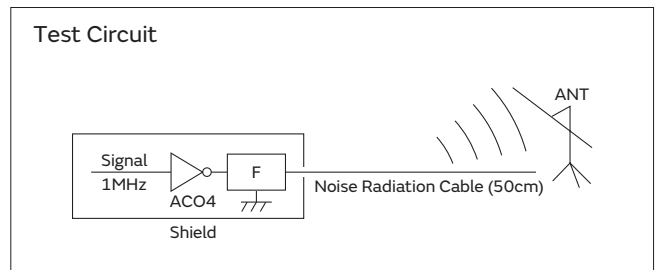 Test Circuit
ANT
Signal
1MHz
F
ACO4
Noise Radiation Cable (50cm)
Shield